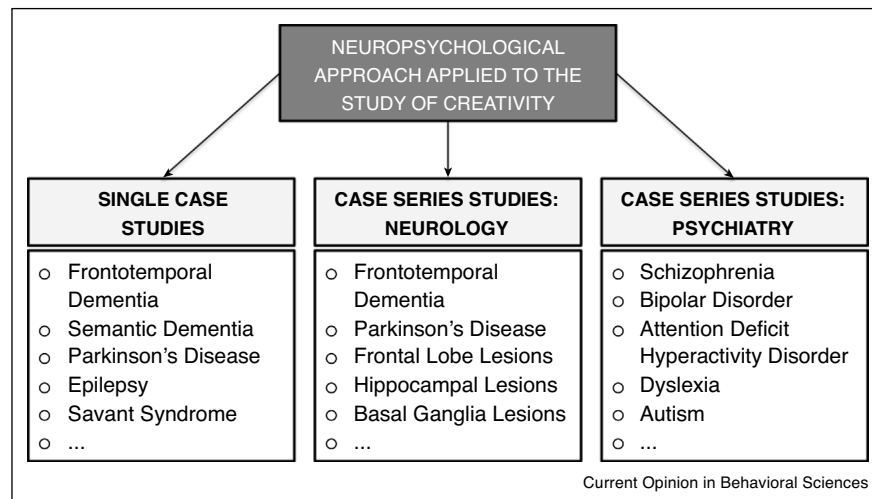 NEUROPSYCHOLOGICAL
APPROACH APPLIED TO THE
STUDY OF CREATIVITY
SINGLE CASE
STUDIES
○ Frontotemporal
Dementia
○ Semantic Dementia
○ Parkinson's Disease
○ Epilepsy
○ Savant Syndrome
○ ...
CASE SERIES STUDIES:
NEUROLOGY
○ Frontotemporal
Dementia
○ Parkinson's Disease
○ Frontal Lobe Lesions
○ Hippocampal Lesions
○ Basal Ganglia Lesions
○ ...
CASE SERIES STUDIES:
PSYCHIATRY
○ Schizophrenia
○ Bipolar Disorder
○ Attention Deficit
Hyperactivity Disorder
○ Dyslexia
○ Autism
○ ...
Current Opinion in Behavioral Sciences